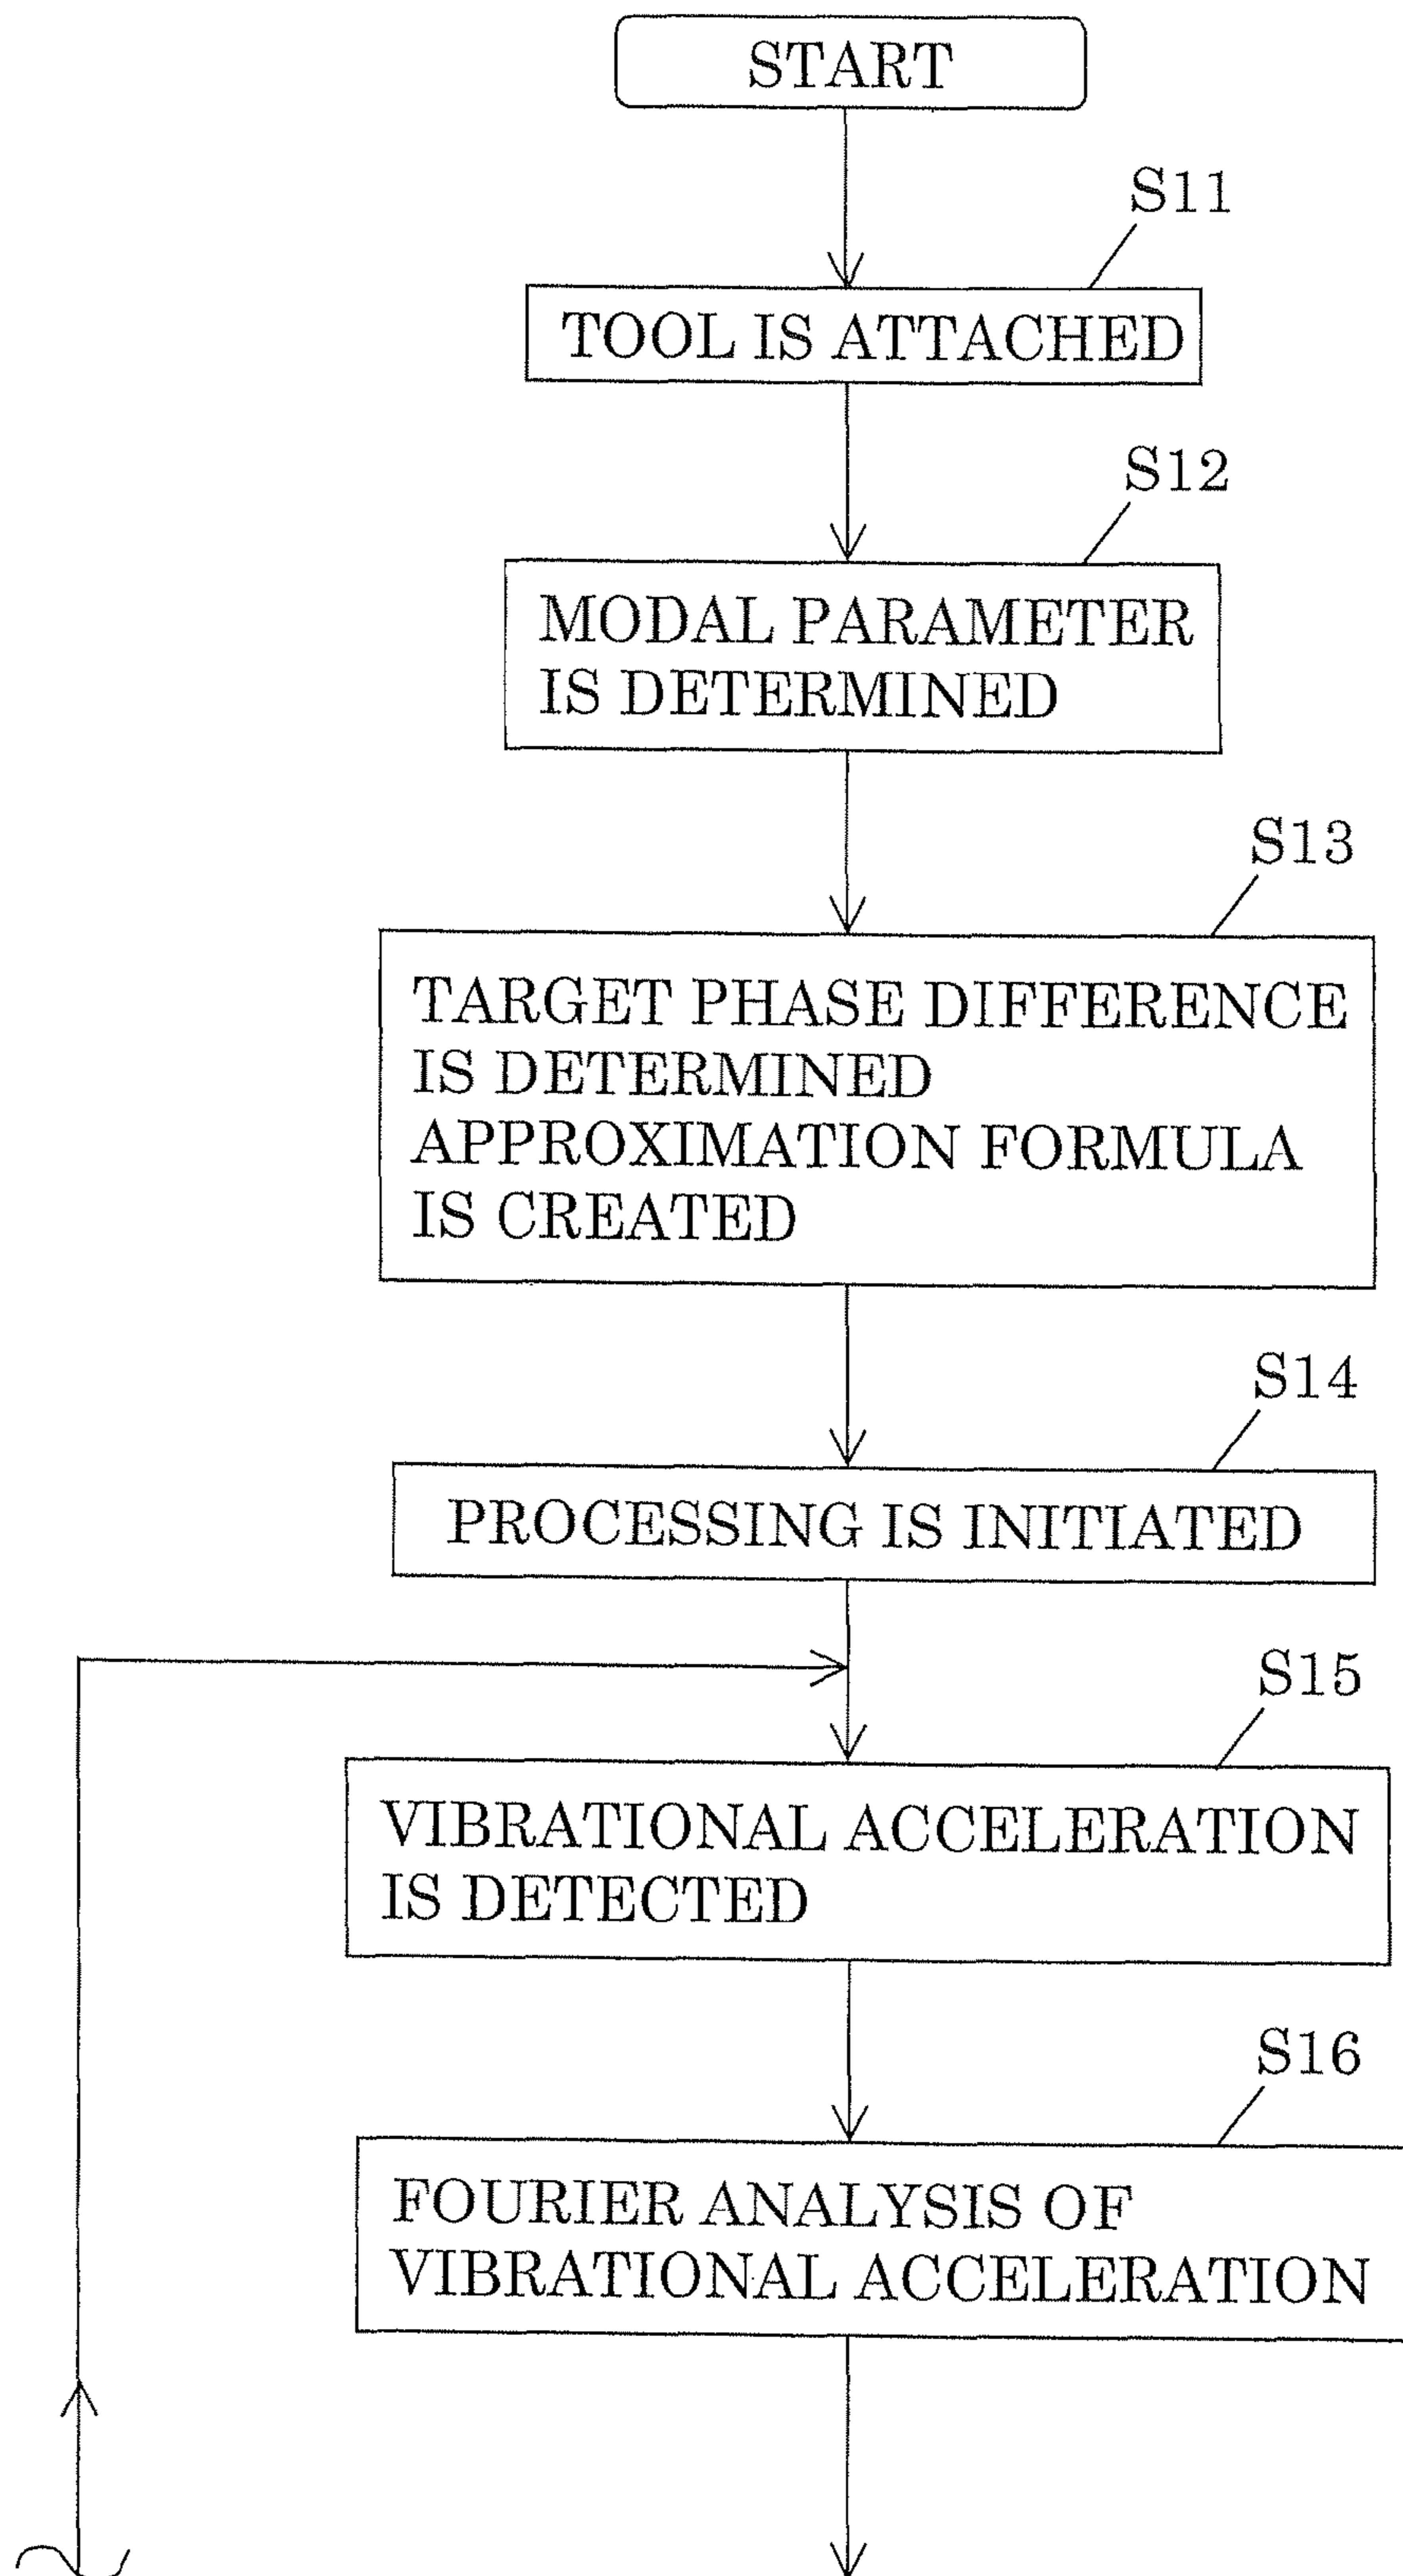 START
S11
TOOL IS ATTACHED
S12
MODAL PARAMETER
IS DETERMINED
S13
TARGET PHASE DIFFERENCE
IS DETERMINED
APPROXIMATION FORMULA
IS CREATED
S14
PROCESSING IS INITIATED
S15
VIBRATIONAL ACCELERATION
IS DETECTED
S16
FOURIER ANALYSIS OF
VIBRATIONAL ACCELERATION